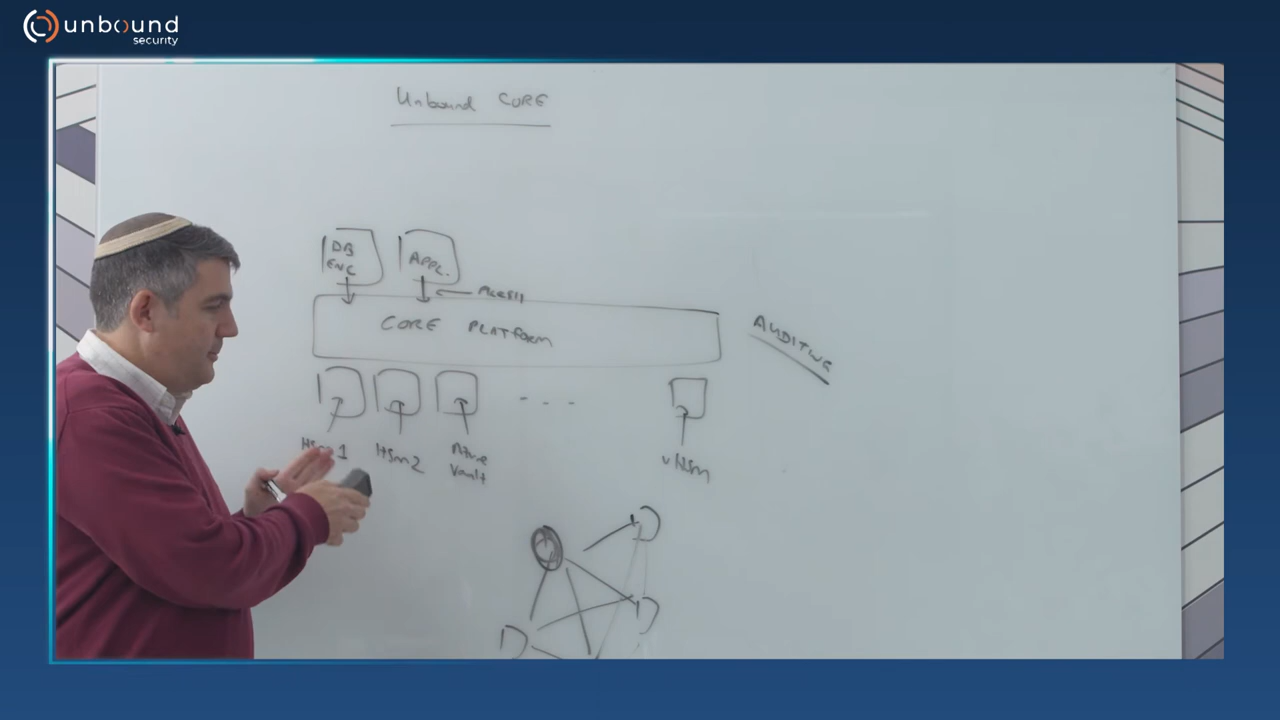 unbound
security
Unbound CORE
DB
ENC
APPL.
Access
CORE PLATFORM
AUDITING
HSM 1
HSM 2
Azure
Vault
vHSM